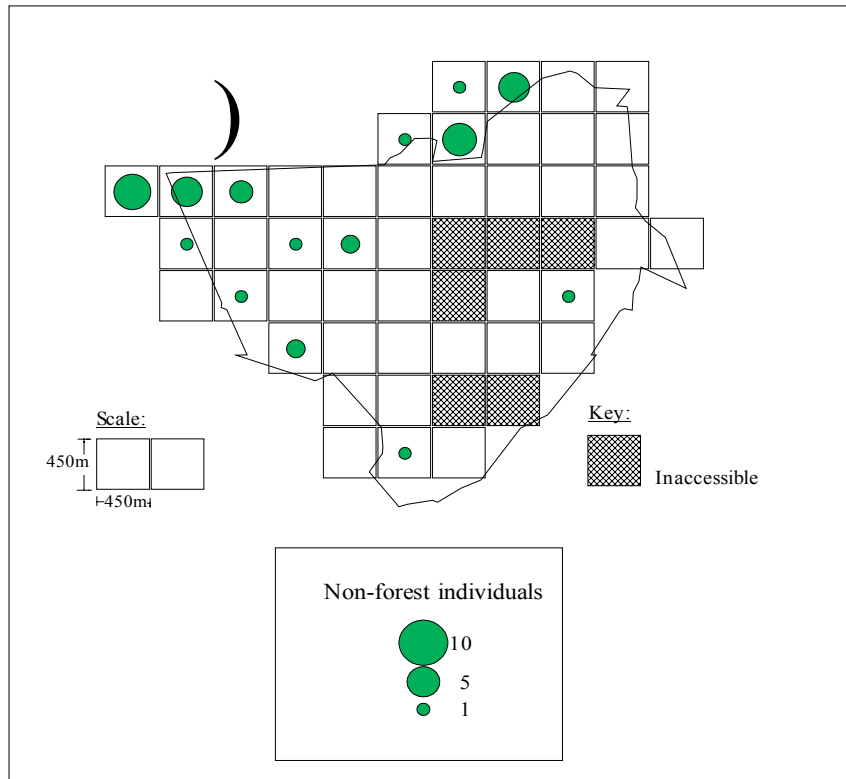 )
Scale:
450m
450m
Key:
Inaccessible
Non-forest individuals
10
5
1